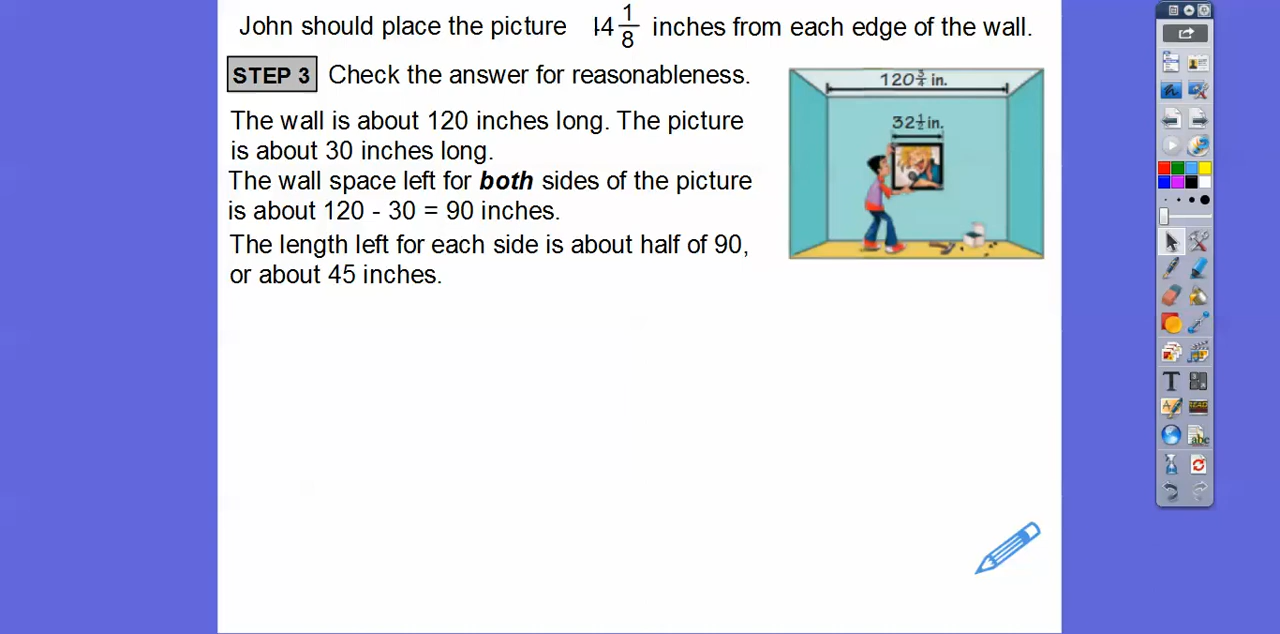 John should place the picture 44 1/8 inches from each edge of the wall.
STEP 3 Check the answer for reasonableness.
120 3/4 in.
32 1/2 in.
The wall is about 120 inches long. The picture
is about 30 inches long.
The wall space left for both sides of the picture
is about 120 - 30 = 90 inches.
The length left for each side is about half of 90,
or about 45 inches.